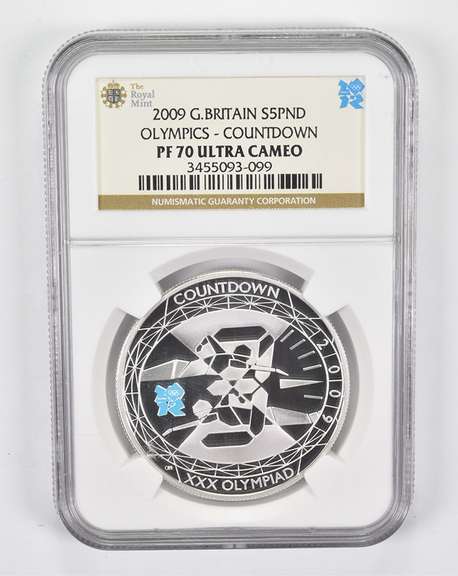 The
Royal
Mint
2009 G.BRITAIN S5PND
OLYMPICS - COUNTDOWN
PF 70 ULTRA CAMEO
3455093-099
NUMISMATIC GUARANTY CORPORATION
COUNTDOWN
2009
XXX OLYMPIAD